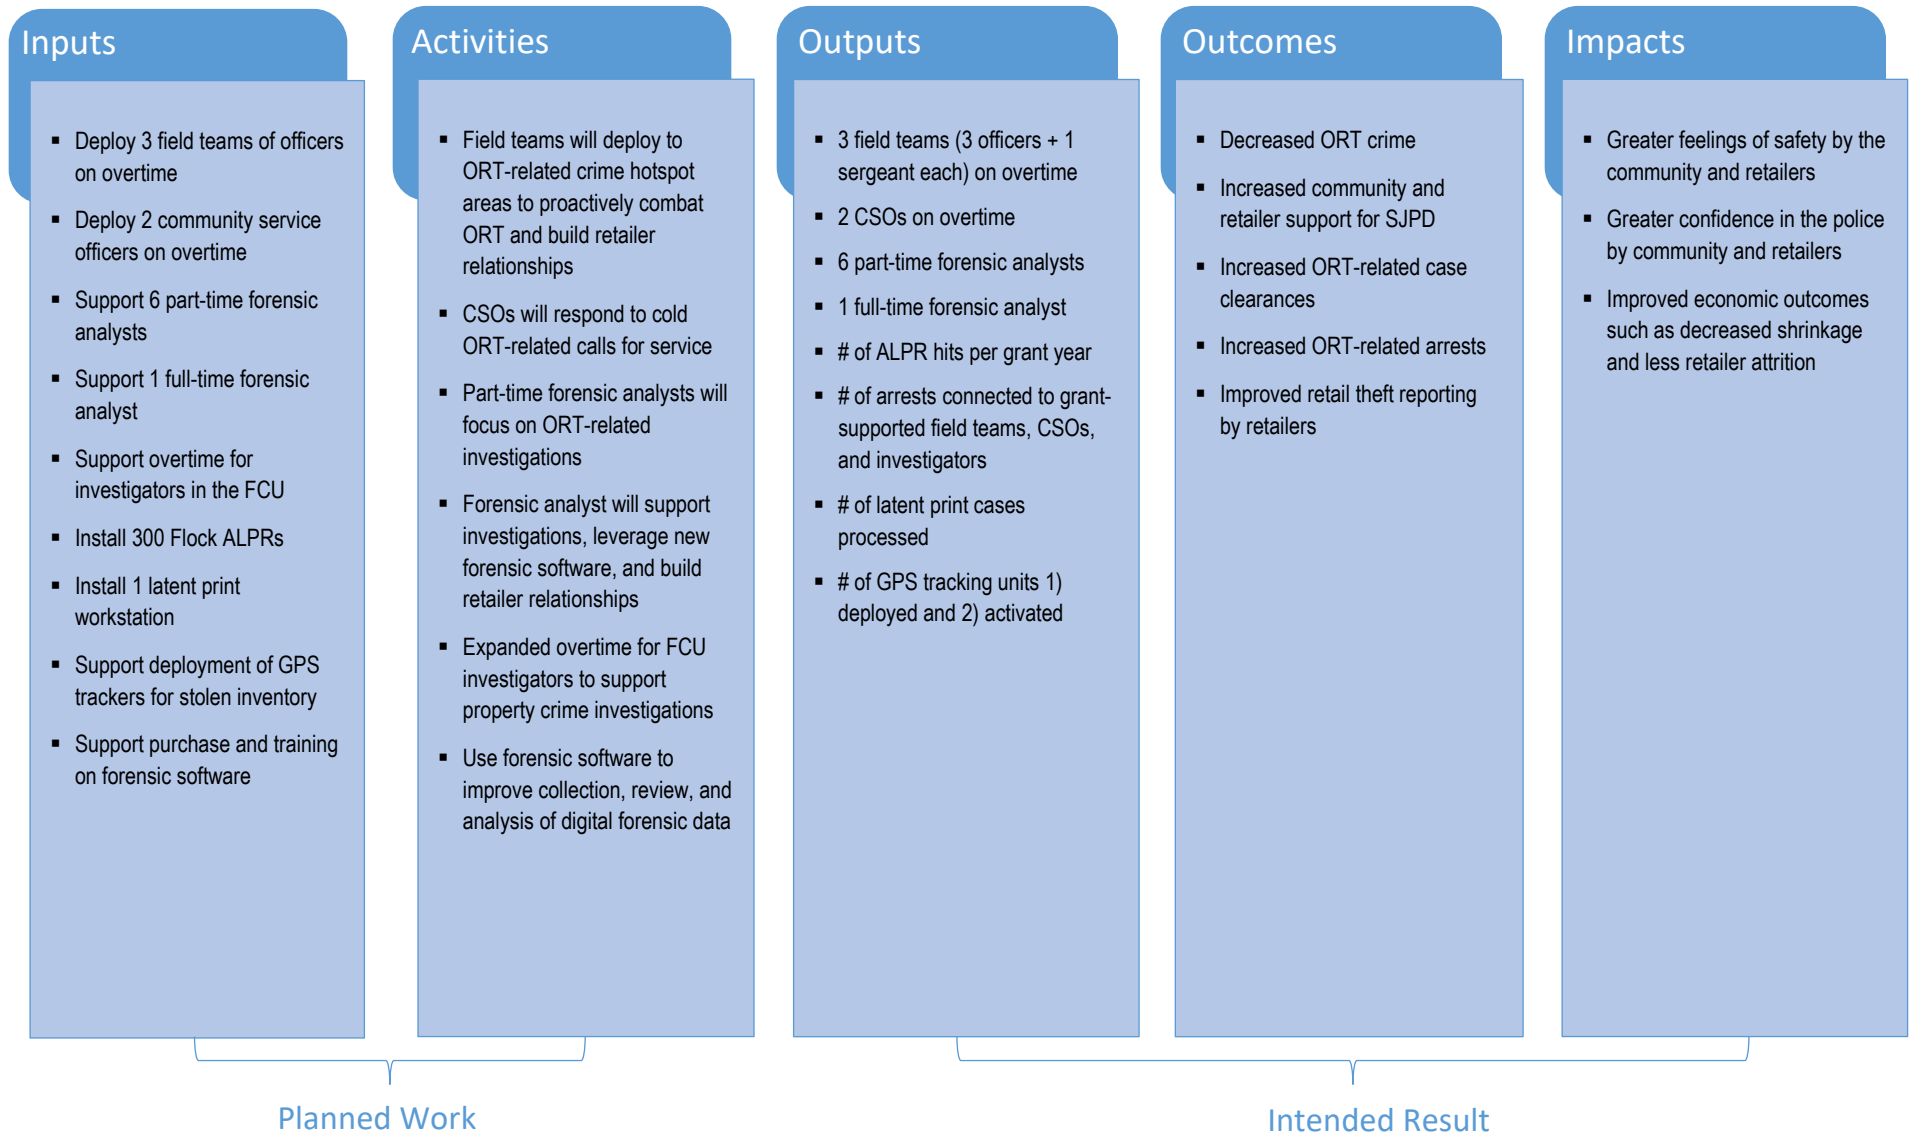 Inputs
▪ Deploy 3 field teams of officers
on overtime
▪ Deploy 2 community service
officers on overtime
▪ Support 6 part-time forensic
analysts
▪ Support 1 full-time forensic
analyst
▪ Support overtime for
investigators in the FCU
▪ Install 300 Flock ALPRs
▪ Install 1 latent print
workstation
▪ Support deployment of GPS
trackers for stolen inventory
▪ Support purchase and training
on forensic software
Activities
▪ Field teams will deploy to
ORT-related crime hotspot
areas to proactively combat
ORT and build retailer
relationships
▪ CSOs will respond to cold
ORT-related calls for service
▪ Part-time forensic analysts will
focus on ORT-related
investigations
▪ Forensic analyst will support
investigations, leverage new
forensic software, and build
retailer relationships
▪ Expanded overtime for FCU
investigators to support
property crime investigations
▪ Use forensic software to
improve collection, review, and
analysis of digital forensic data
Outputs
▪ 3 field teams (3 officers + 1
sergeant each) on overtime
▪ 2 CSOs on overtime
▪ 6 part-time forensic analysts
▪ 1 full-time forensic analyst
▪ # of ALPR hits per grant year
▪ # of arrests connected to grant-
supported field teams, CSOs,
and investigators
▪ # of latent print cases
processed
▪ # of GPS tracking units 1)
deployed and 2) activated
Outcomes
▪ Decreased ORT crime
▪ Increased community and
retailer support for SJPD
▪ Increased ORT-related case
clearances
▪ Increased ORT-related arrests
▪ Improved retail theft reporting
by retailers
Impacts
▪ Greater feelings of safety by the
community and retailers
▪ Greater confidence in the police
by community and retailers
▪ Improved economic outcomes
such as decreased shrinkage
and less retailer attrition
Planned Work
Intended Result